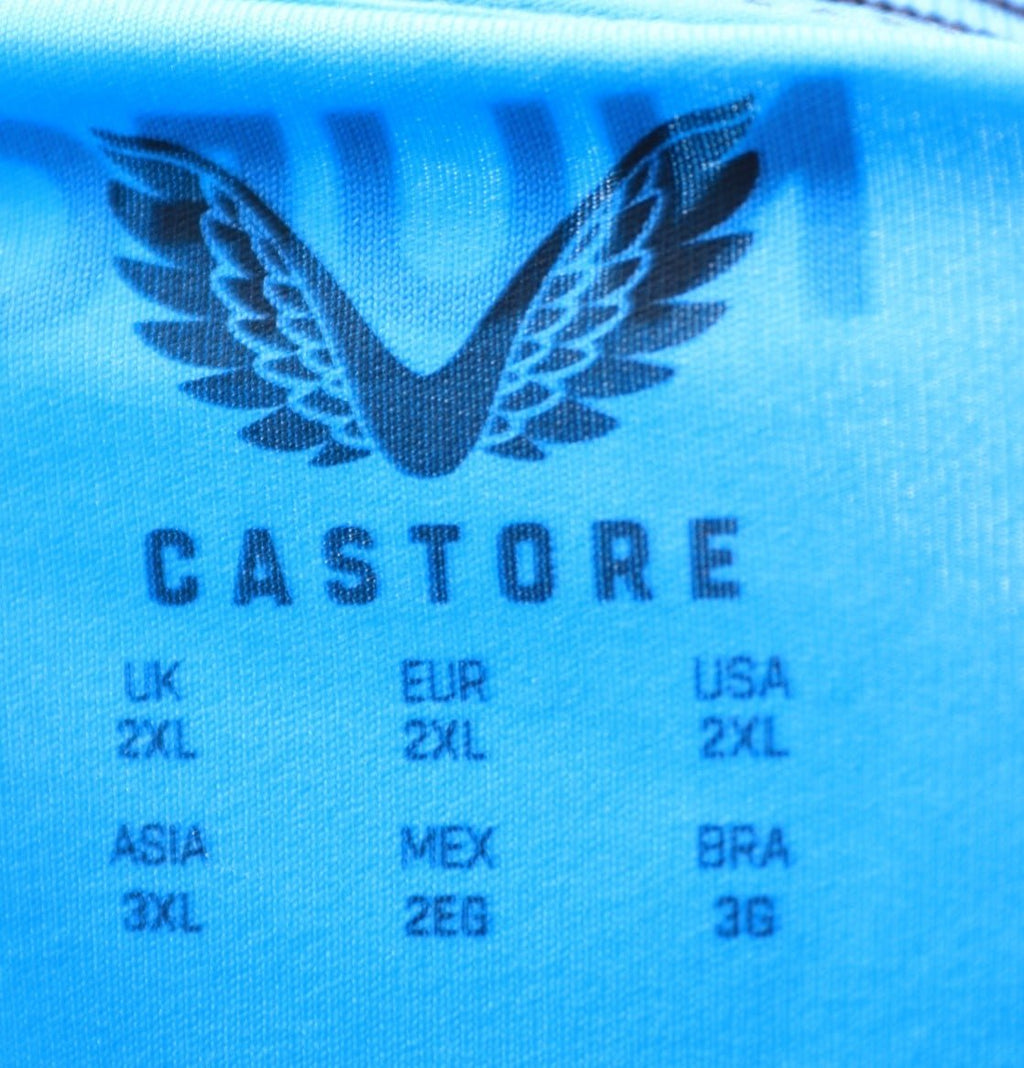 CASTORE
UK EUR USA
2XL 2XL 2XL
ASIA MEX BRA
3XL 2EG 3G